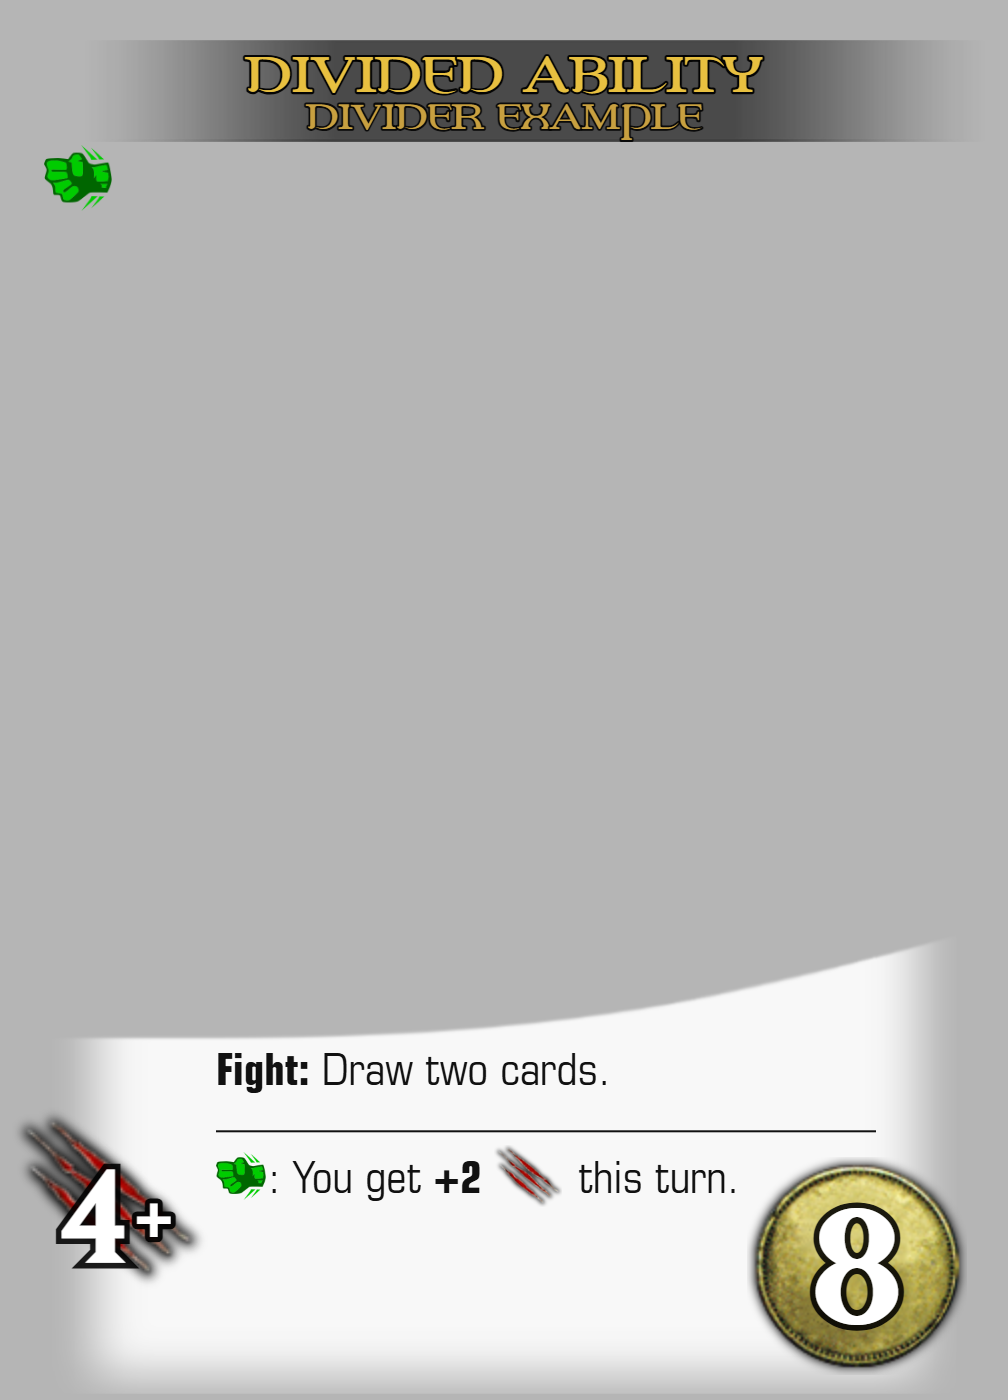 DIVIDED ABILITY
DIVIDER EXAMPLE
Fight: Draw two cards.
: You get +2 this turn.
4+
8